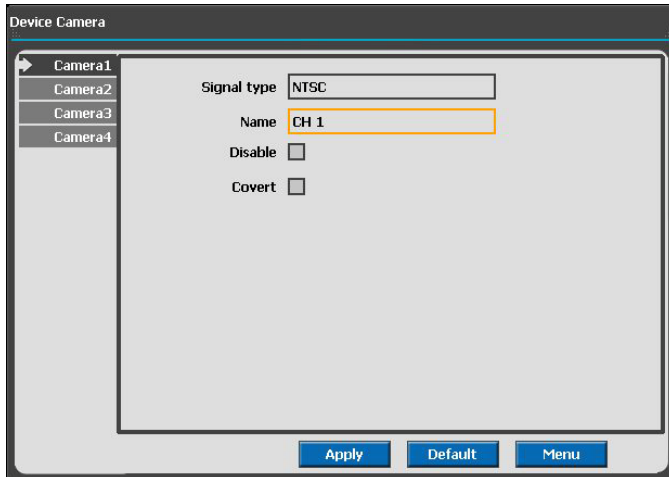 Device Camera
Camera1
Camera2
Camera3
Camera4
Signal type NTSC
Name CH 1
Disable
Covert
Apply Default Menu